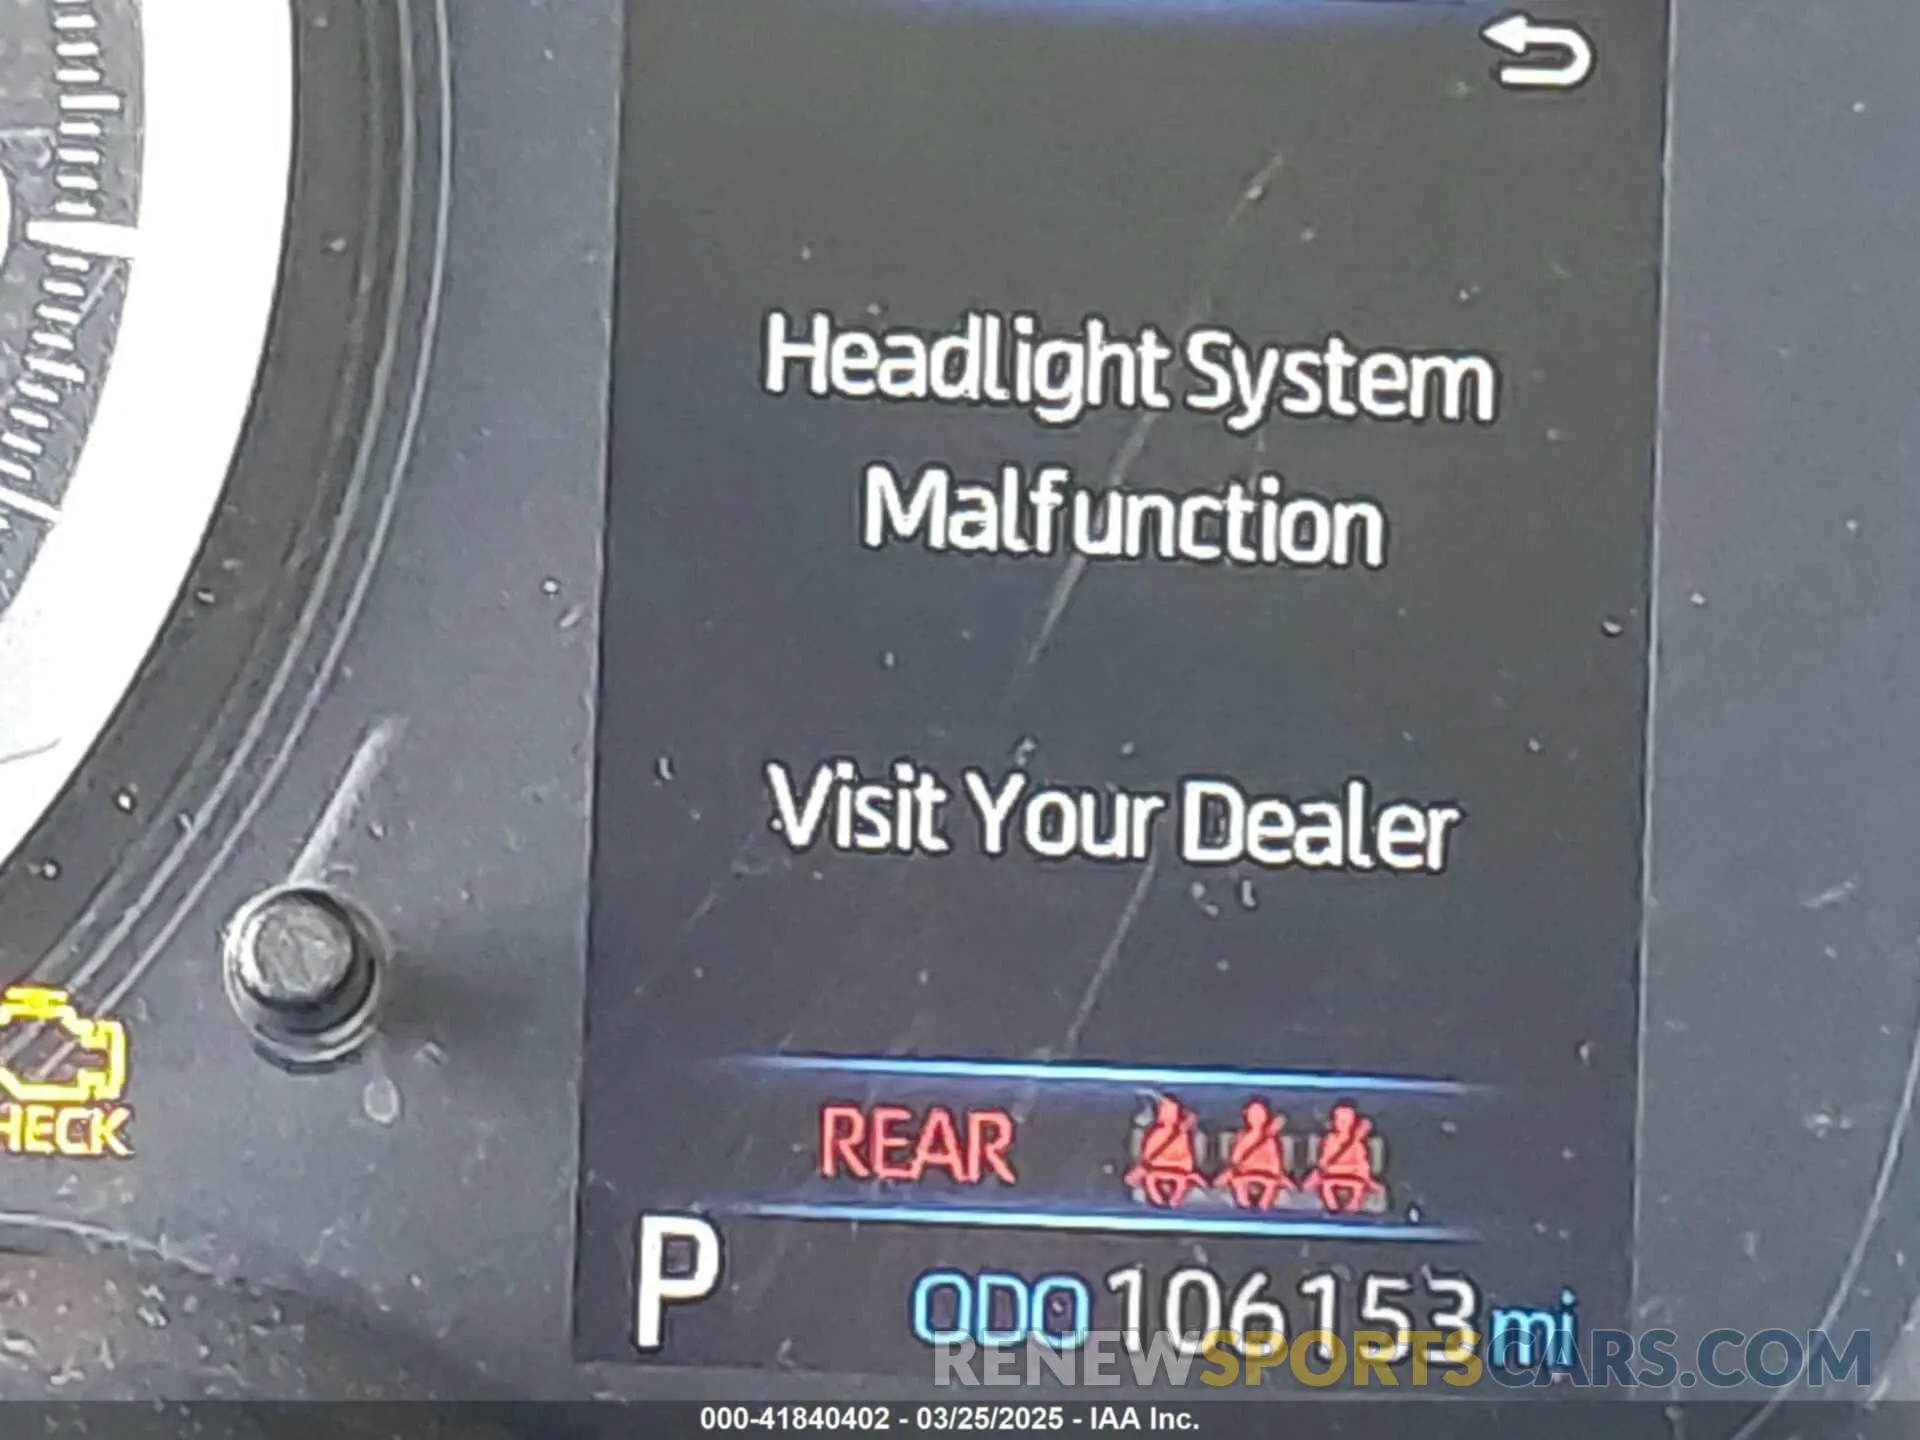 Headlight System
Malfunction
Visit Your Dealer
HECK
REAR
P
ODO 106153 mi
RENEWSPORTSCARS.COM
000-41840402 - 03/25/2025 - IAA Inc.